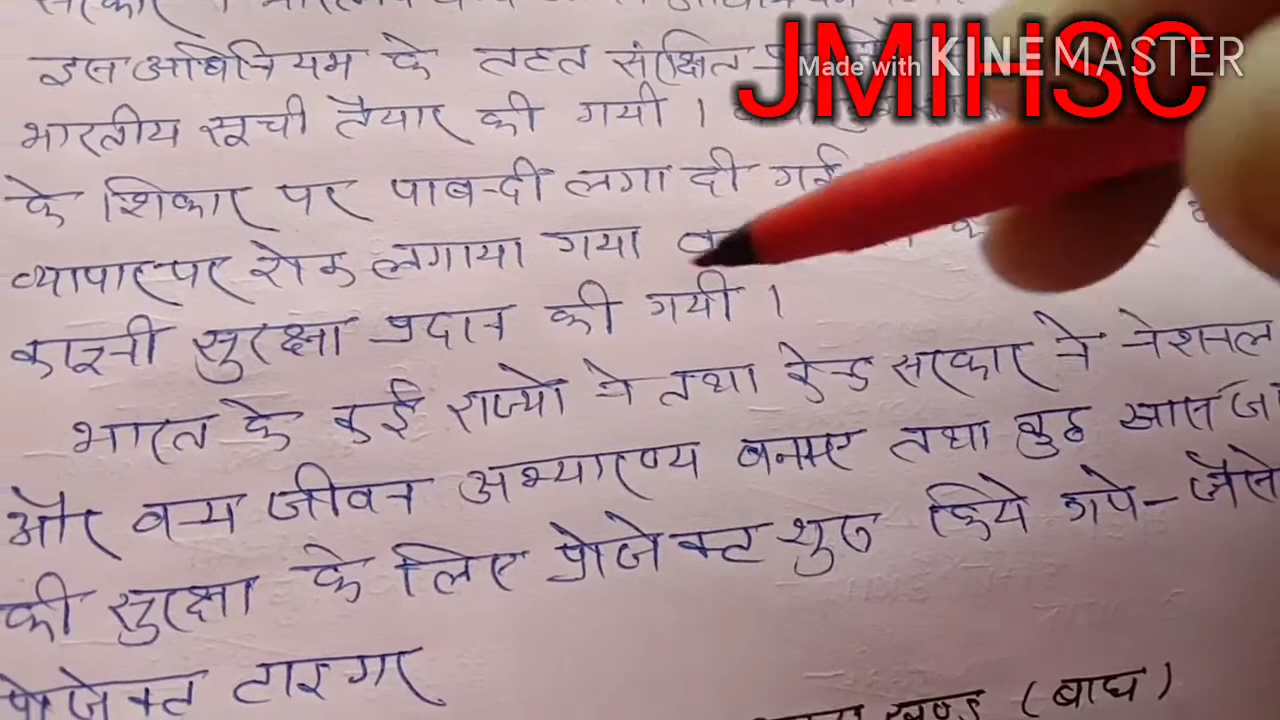 इस अधिनियम के तहत संक्षित
JMIHSC
Made with KINEMASTER
भारतीय सूची तैयार की गयी ।
के शिकार पर पाबन्दी लगा दी गई
व्यापार पर रोक लगाया गया
कानूनी सुरक्षा प्रदान की गयी ।
भारत के कई राज्यो ने तथा केन्द्र सरकार ने नेशनल
और वन्य जीवन अभ्यारण्य बनाए तथा कुछ खास
की सुरक्षा के लिए प्रोजेक्ट शुरु किये गये - जैसे
प्रोजेक्ट टाइगर
(बाघ)